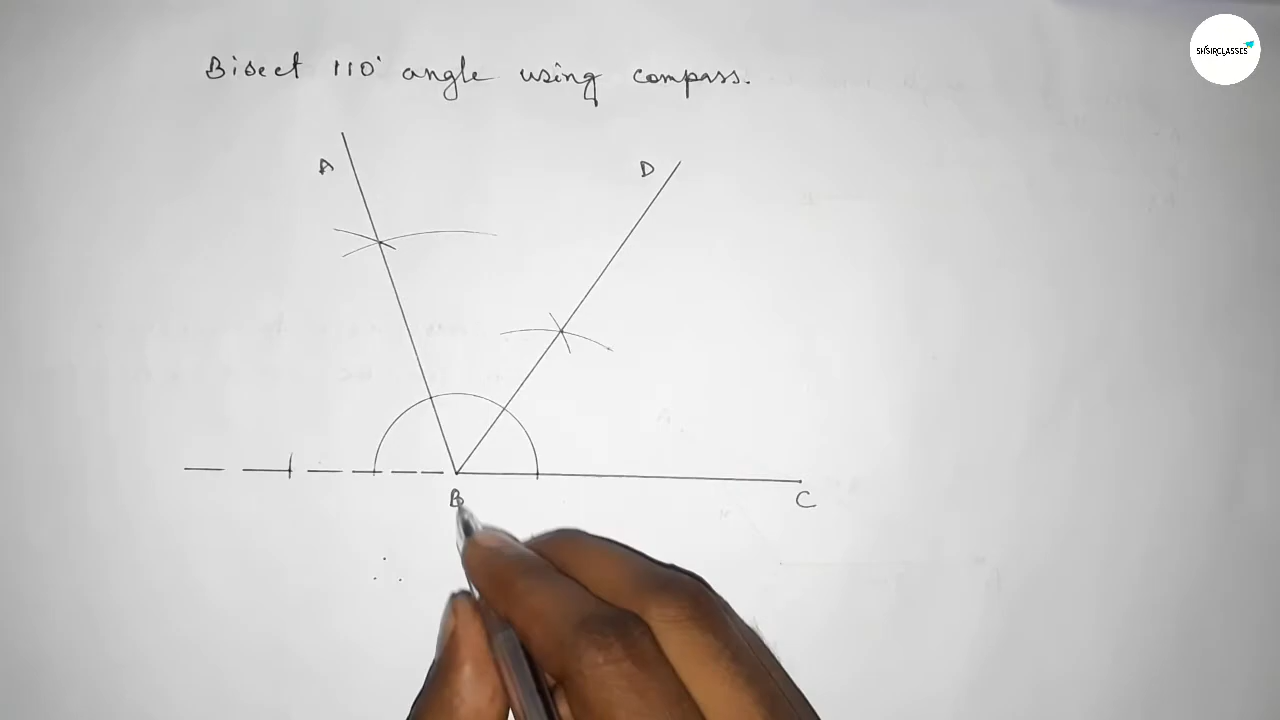 SHSIRCLASSES
Bisect 110° angle using compass.
A
D
B
C
∴